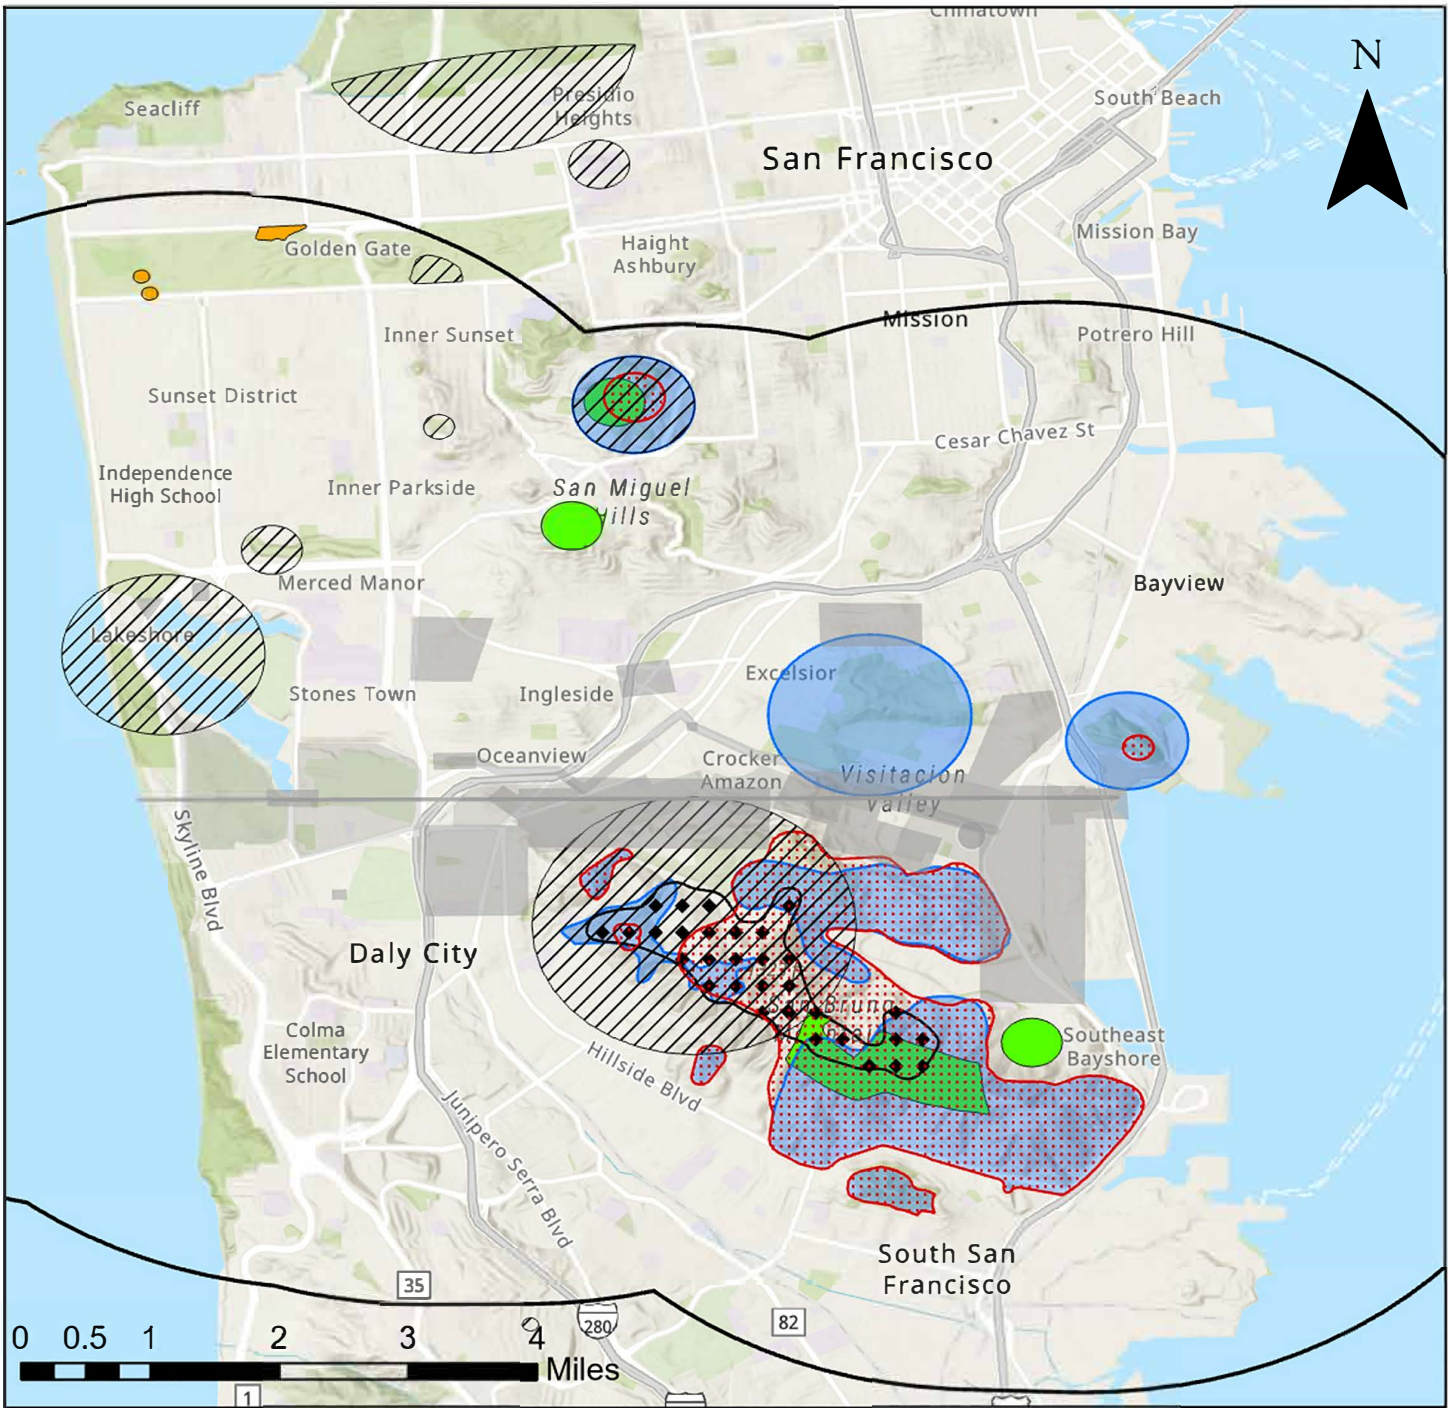 Chinatown
N
Seacliff
Presidio
Heights
South Beach
San Francisco
Golden Gate
Haight
Ashbury
Mission Bay
Inner Sunset
Mission
Potrero Hill
Sunset District
Cesar Chavez St
Independence
High School
Inner Parkside
San Miguel
Hills
Merced Manor
Bayview
Lakeshore
Stones Town
Ingleside
Excelsior
Oceanview
Crocker
Amazon
Visitacion
Valley
Skyline Blvd
Daly City
San Bruno
Colma
Elementary
School
Hillside Blvd
Southeast
Bayshore
Junipero Serra Blvd
South San
Francisco
35
280
82
0 0.5 1 2 3 4
Miles
1